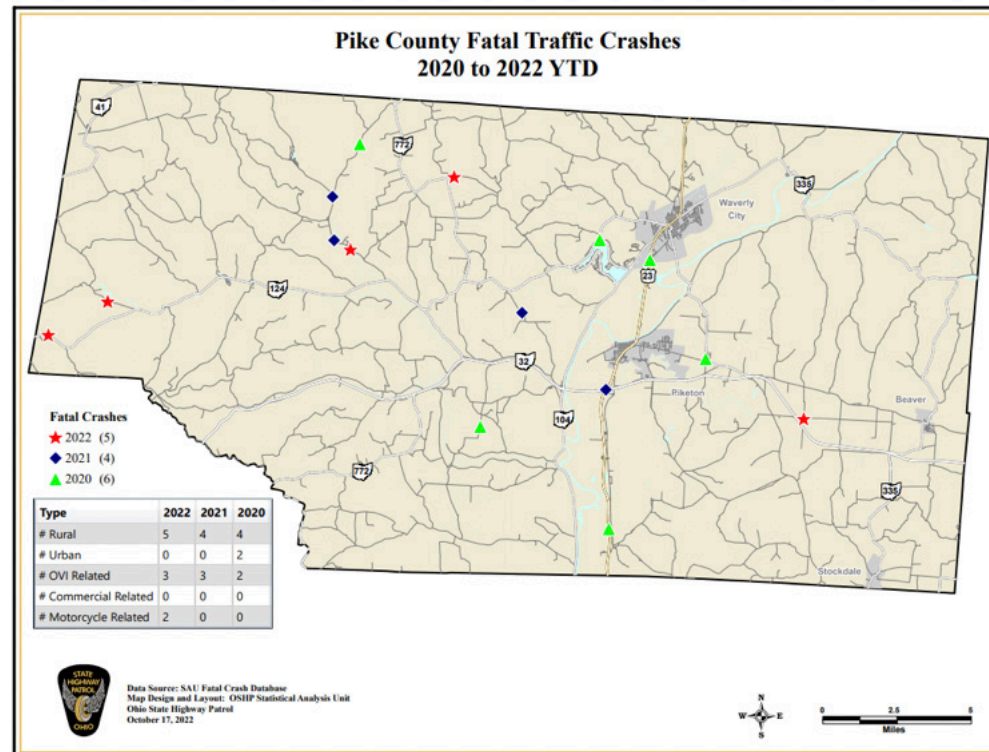 Pike County Fatal Traffic Crashes
2020 to 2022 YTD
41
772
335
Waverly
City
23
124
32
Piketon
Beaver
104
772
335
Stockdale
Fatal Crashes
2022 (5)
2021 (4)
2020 (6)
Type 2022 2021 2020
# Rural 5 4 4
# Urban 0 0 2
# OVI Related 3 3 2
# Commercial Related 0 0 0
# Motorcycle Related 2 0 0
STATE
HIGHWAY
PATROL
OHIO
Data Source: SAU Fatal Crash Database
Map Design and Layout: OSHP Statistical Analysis Unit
Ohio State Highway Patrol
October 17, 2022
N
W E
S
0 2.5 5
Miles